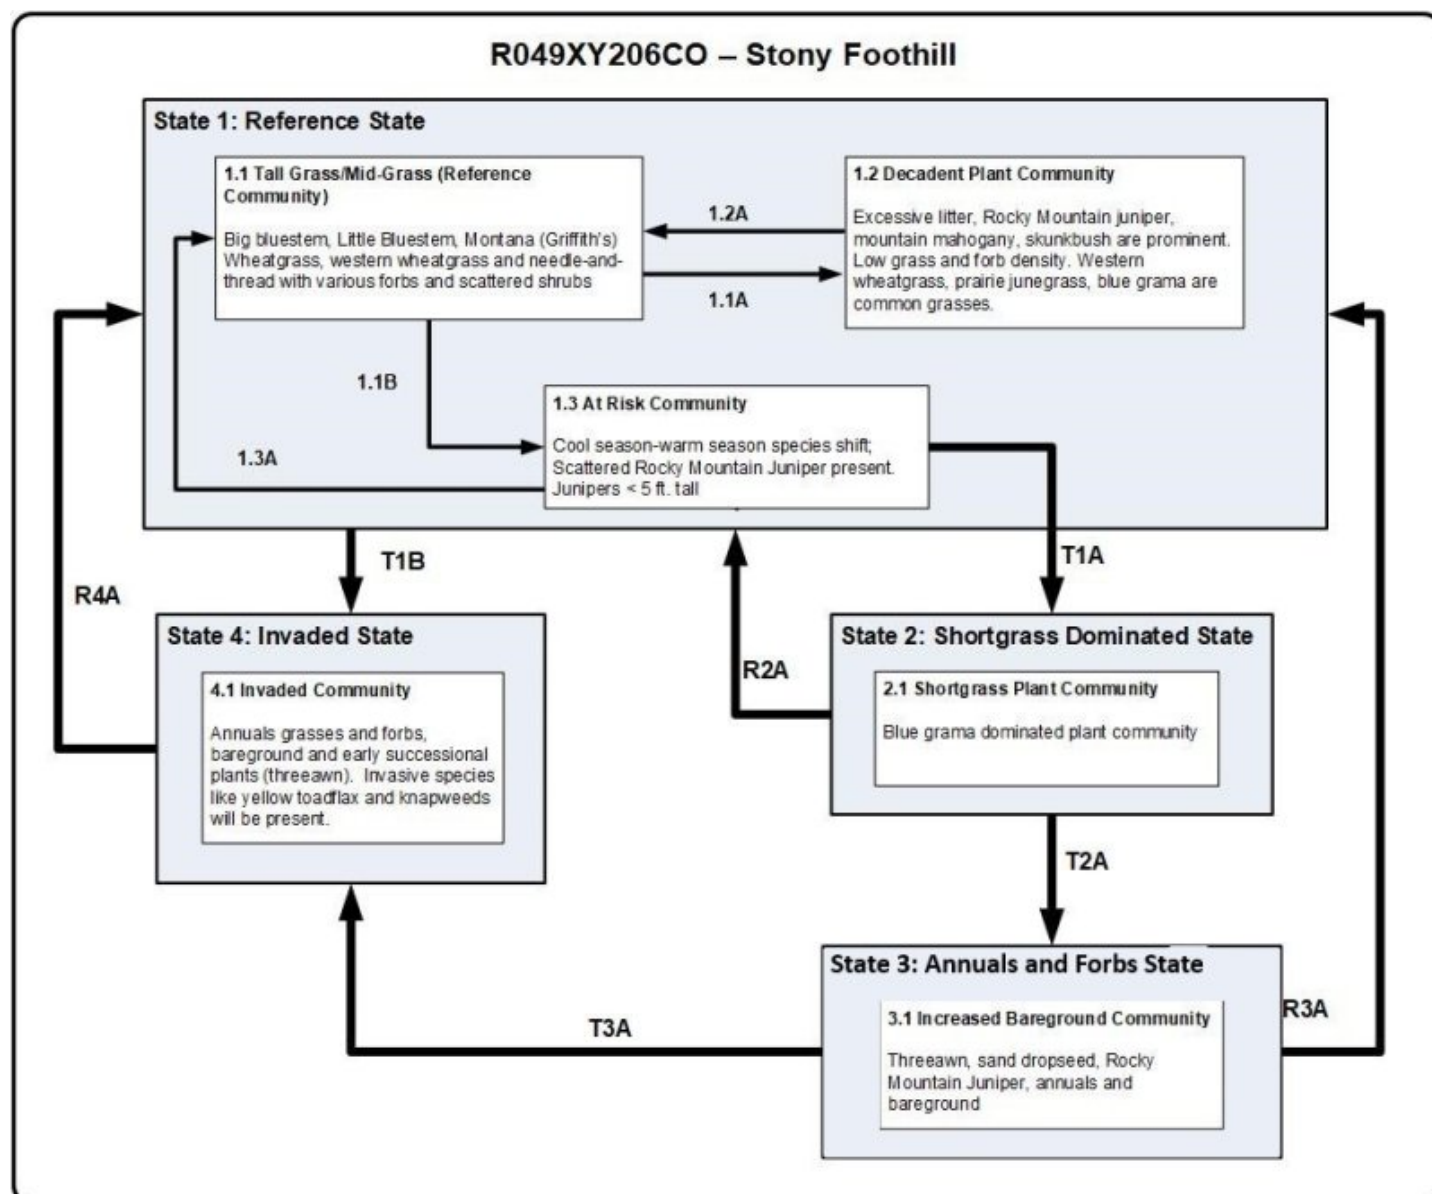 R049XY206CO – Stony Foothill
State 1: Reference State
1.1 Tall Grass/Mid-Grass (Reference
Community)
Big bluestem, Little Bluestem, Montana (Griffith's)
Wheatgrass, western wheatgrass and needle-and-
thread with various forbs and scattered shrubs
1.2A
1.1A
1.2 Decadent Plant Community
Excessive litter, Rocky Mountain juniper,
mountain mahogany, skunkbush are prominent.
Low grass and forb density. Western
wheatgrass, prairie junegrass, blue grama are
common grasses.
1.1B
1.3A
1.3 At Risk Community
Cool season-warm season species shift;
Scattered Rocky Mountain Juniper present.
Junipers < 5 ft. tall
T1B
T1A
R4A
R2A
State 4: Invaded State
4.1 Invaded Community
Annuals grasses and forbs,
bareground and early successional
plants (threeawn). Invasive species
like yellow toadflax and knapweeds
will be present.
State 2: Shortgrass Dominated State
2.1 Shortgrass Plant Community
Blue grama dominated plant community
T2A
State 3: Annuals and Forbs State
3.1 Increased Bareground Community
Threeawn, sand dropseed, Rocky
Mountain Juniper, annuals and
bareground
T3A
R3A